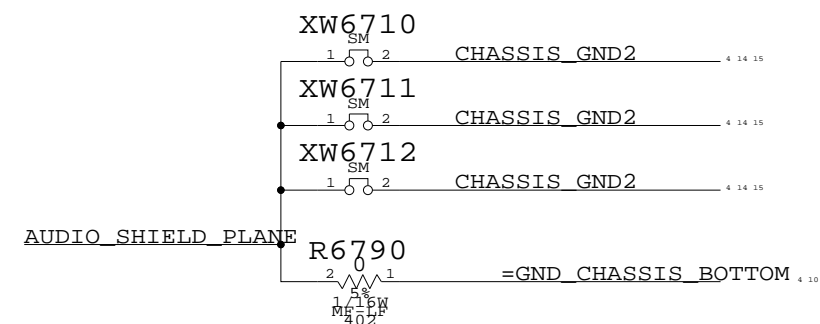 XW6710
SM
1 2 CHASSIS_GND2 4 14 15
XW6711
SM
1 2 CHASSIS_GND2 4 14 15
XW6712
SM
1 2 CHASSIS_GND2 4 14 15
AUDIO_SHIELD_PLANE
R6790
0
2 1 =GND_CHASSIS_BOTTOM 4 10
5%
1/16W
MF-LF
402